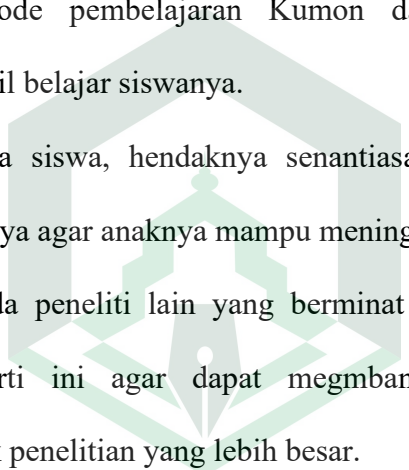 ode pembelajaran Kumon da
il belajar siswanya.
a siswa, hendaknya senantiasa
ya agar anaknya mampu mening
da peneliti lain yang berminat
rti ini agar dapat megmban
penelitian yang lebih besar.